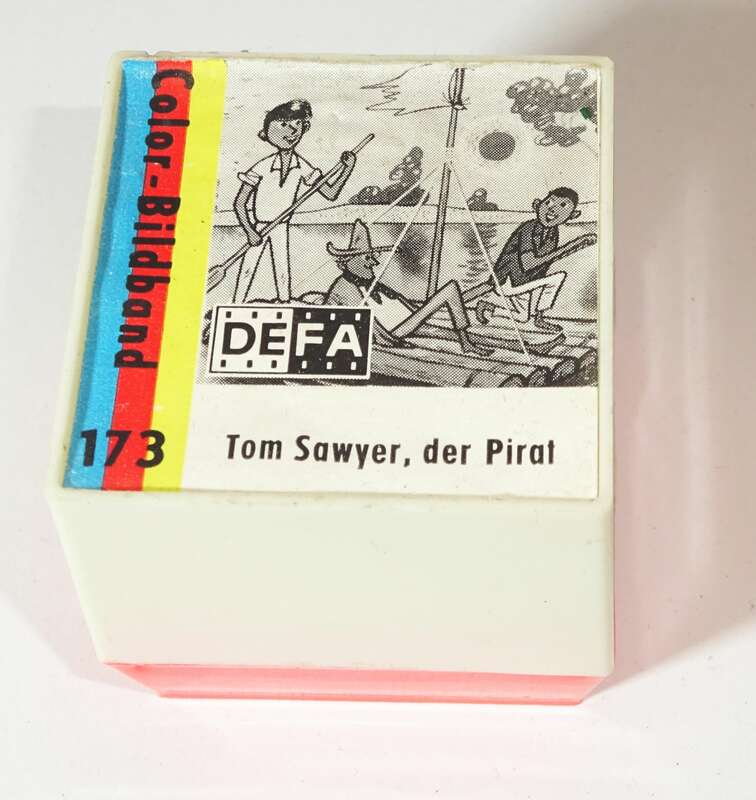 Color-Bildband
DEFA
173
Tom Sawyer, der Pirat